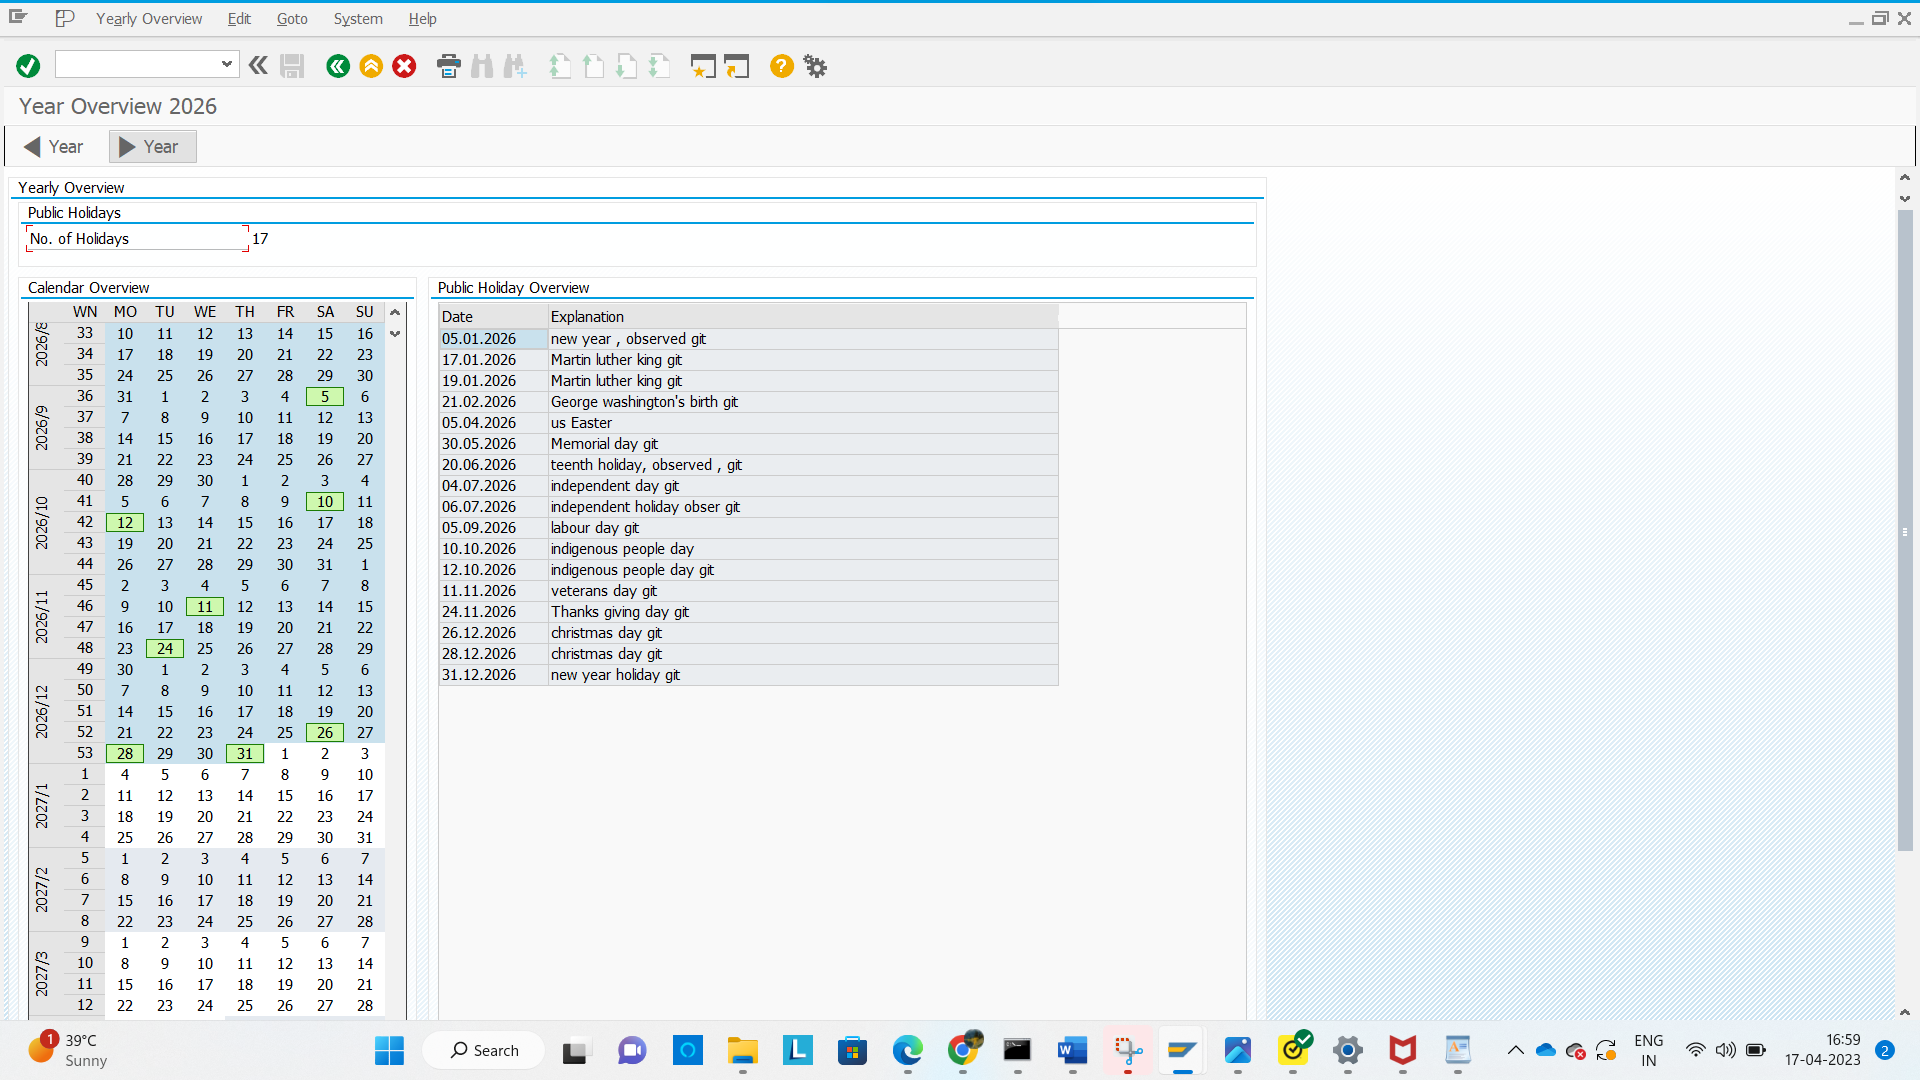 Yearly Overview Edit Goto System Help
Year Overview 2026
Year Year
Yearly Overview
Public Holidays
No. of Holidays 17
Calendar Overview
WN MO TU WE TH FR SA SU
2026/8
33 10 11 12 13 14 15 16
34 17 18 19 20 21 22 23
35 24 25 26 27 28 29 30
2026/9
36 31 1 2 3 4 5 6
37 7 8 9 10 11 12 13
38 14 15 16 17 18 19 20
39 21 22 23 24 25 26 27
2026/10
40 28 29 30 1 2 3 4
41 5 6 7 8 9 10 11
42 12 13 14 15 16 17 18
43 19 20 21 22 23 24 25
44 26 27 28 29 30 31 1
2026/11
45 2 3 4 5 6 7 8
46 9 10 11 12 13 14 15
47 16 17 18 19 20 21 22
48 23 24 25 26 27 28 29
2026/12
49 30 1 2 3 4 5 6
50 7 8 9 10 11 12 13
51 14 15 16 17 18 19 20
52 21 22 23 24 25 26 27
53 28 29 30 31 1 2 3
2027/1
1 4 5 6 7 8 9 10
2 11 12 13 14 15 16 17
3 18 19 20 21 22 23 24
4 25 26 27 28 29 30 31
2027/2
5 1 2 3 4 5 6 7
6 8 9 10 11 12 13 14
7 15 16 17 18 19 20 21
8 22 23 24 25 26 27 28
2027/3
9 1 2 3 4 5 6 7
10 8 9 10 11 12 13 14
11 15 16 17 18 19 20 21
12 22 23 24 25 26 27 28
Public Holiday Overview
Date Explanation
05.01.2026 new year , observed git
17.01.2026 Martin luther king git
19.01.2026 Martin luther king git
21.02.2026 George washington's birth git
05.04.2026 us Easter
30.05.2026 Memorial day git
20.06.2026 teenth holiday, observed , git
04.07.2026 independent day git
06.07.2026 independent holiday obser git
05.09.2026 labour day git
10.10.2026 indigenous people day
12.10.2026 indigenous people day git
11.11.2026 veterans day git
24.11.2026 Thanks giving day git
26.12.2026 christmas day git
28.12.2026 christmas day git
31.12.2026 new year holiday git
1
39°C
Sunny
Search
ENG
IN
16:59
17-04-2023
2